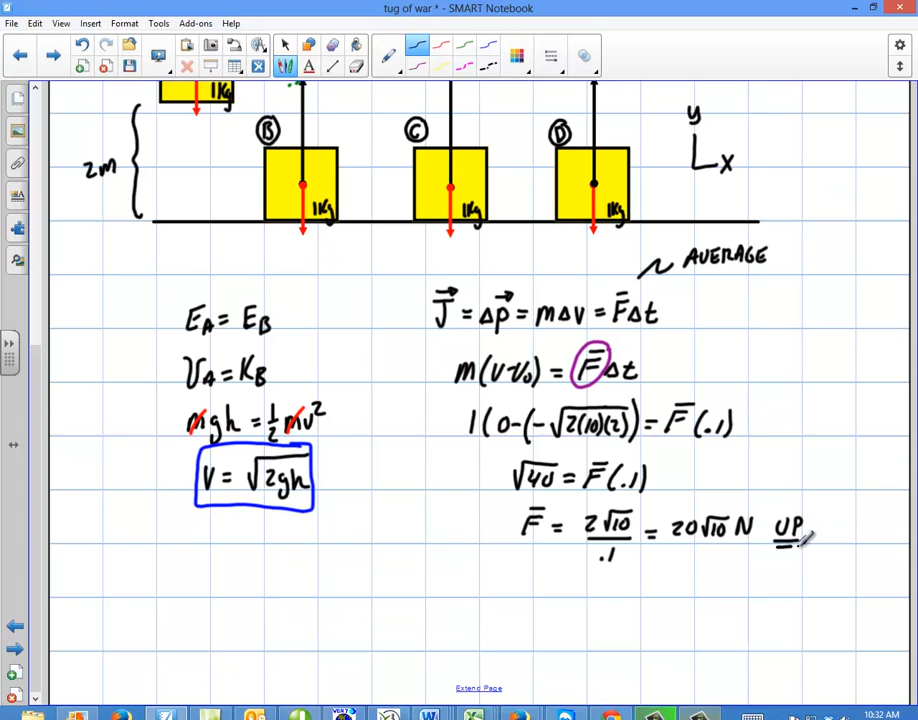 tug of war * - SMART Notebook
File Edit View Insert Format Tools Add-ons Help
1Kg
B C D y
2m x
1Kg 1Kg 1Kg
AVERAGE
E_A = E_B
J = Δp = mΔv = F̄Δt
U_A = K_B
m(v-v₀) = F̄Δt
mgh = ½mv²
1(0-(-√2(10)(2))) = F̄(.1)
v = √2gh
√40 = F̄(.1)
F̄ = 2√10/.1 = 20√10 N UP
Extend Page
10:32 AM